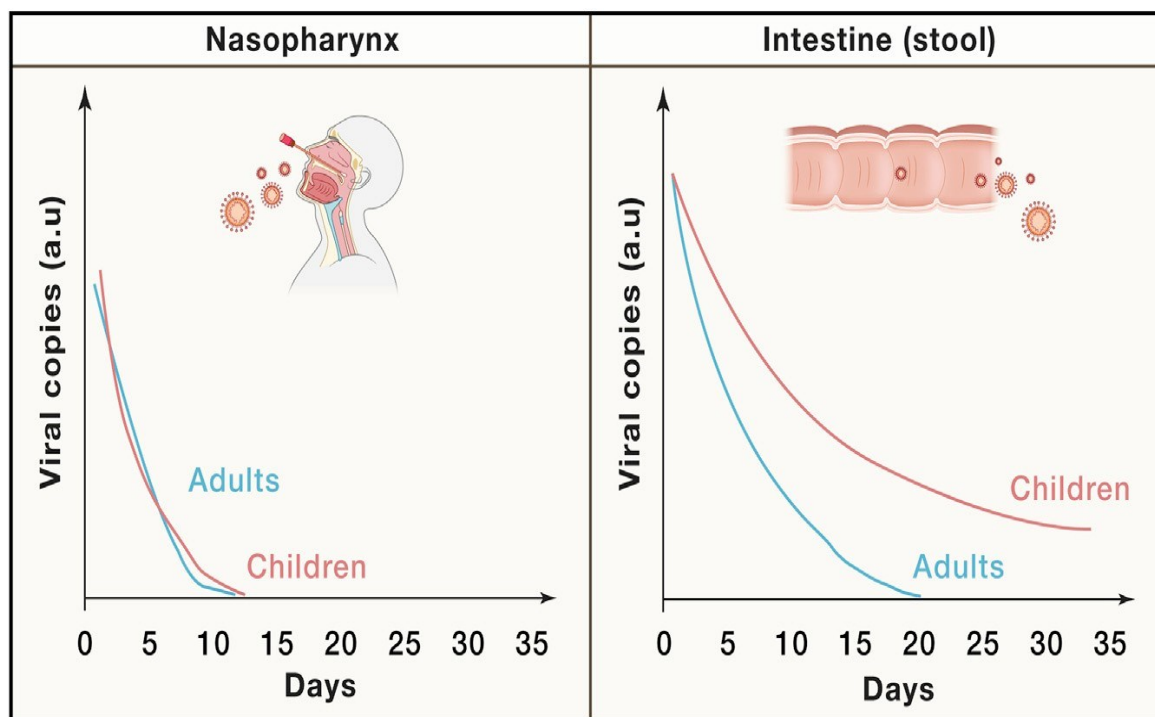 Nasopharynx
Viral copies (a.u)
Adults
Children
0 5 10 15 20 25 30 35
Days
Intestine (stool)
Viral copies (a.u)
Children
Adults
0 5 10 15 20 25 30 35
Days